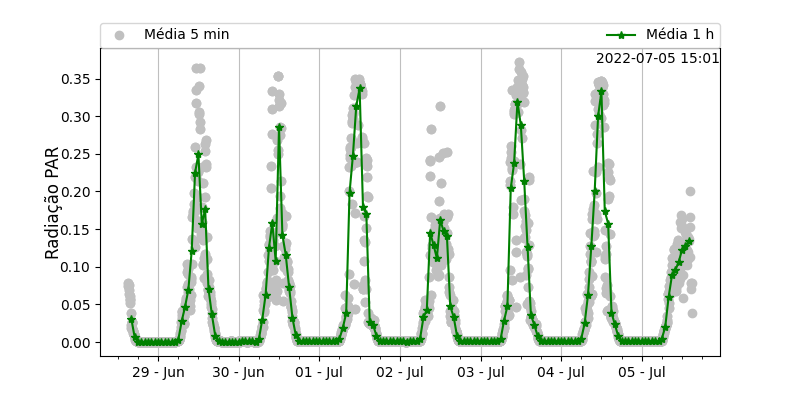 Média 5 min
Média 1 h
2022-07-05 15:01
Radiação PAR
0.35
0.30
0.25
0.20
0.15
0.10
0.05
0.00
29 - Jun
30 - Jun
01 - Jul
02 - Jul
03 - Jul
04 - Jul
05 - Jul